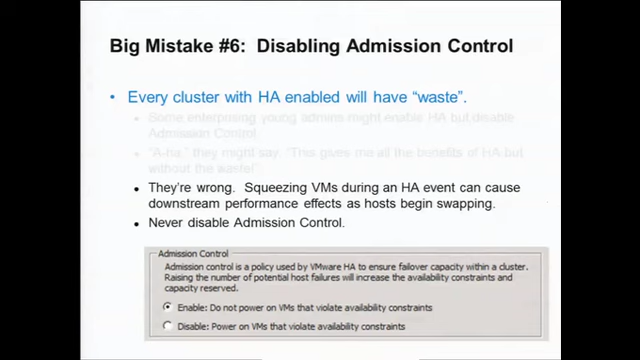 Big Mistake #6: Disabling Admission Control
• Every cluster with HA enabled will have “waste”.
• Some enterprising young admins might enable HA but disable
Admission Control.
• “A-ha,” they might say, “This gives me all the benefits of HA but
without the waste!”
• They’re wrong. Squeezing VMs during an HA event can cause
downstream performance effects as hosts begin swapping.
• Never disable Admission Control.
Admission Control
Admission control is a policy used by VMware HA to ensure failover capacity within a cluster.
Raising the number of potential host failures will increase the availability constraints and
capacity reserved.
Enable: Do not power on VMs that violate availability constraints
Disable: Power on VMs that violate availability constraints